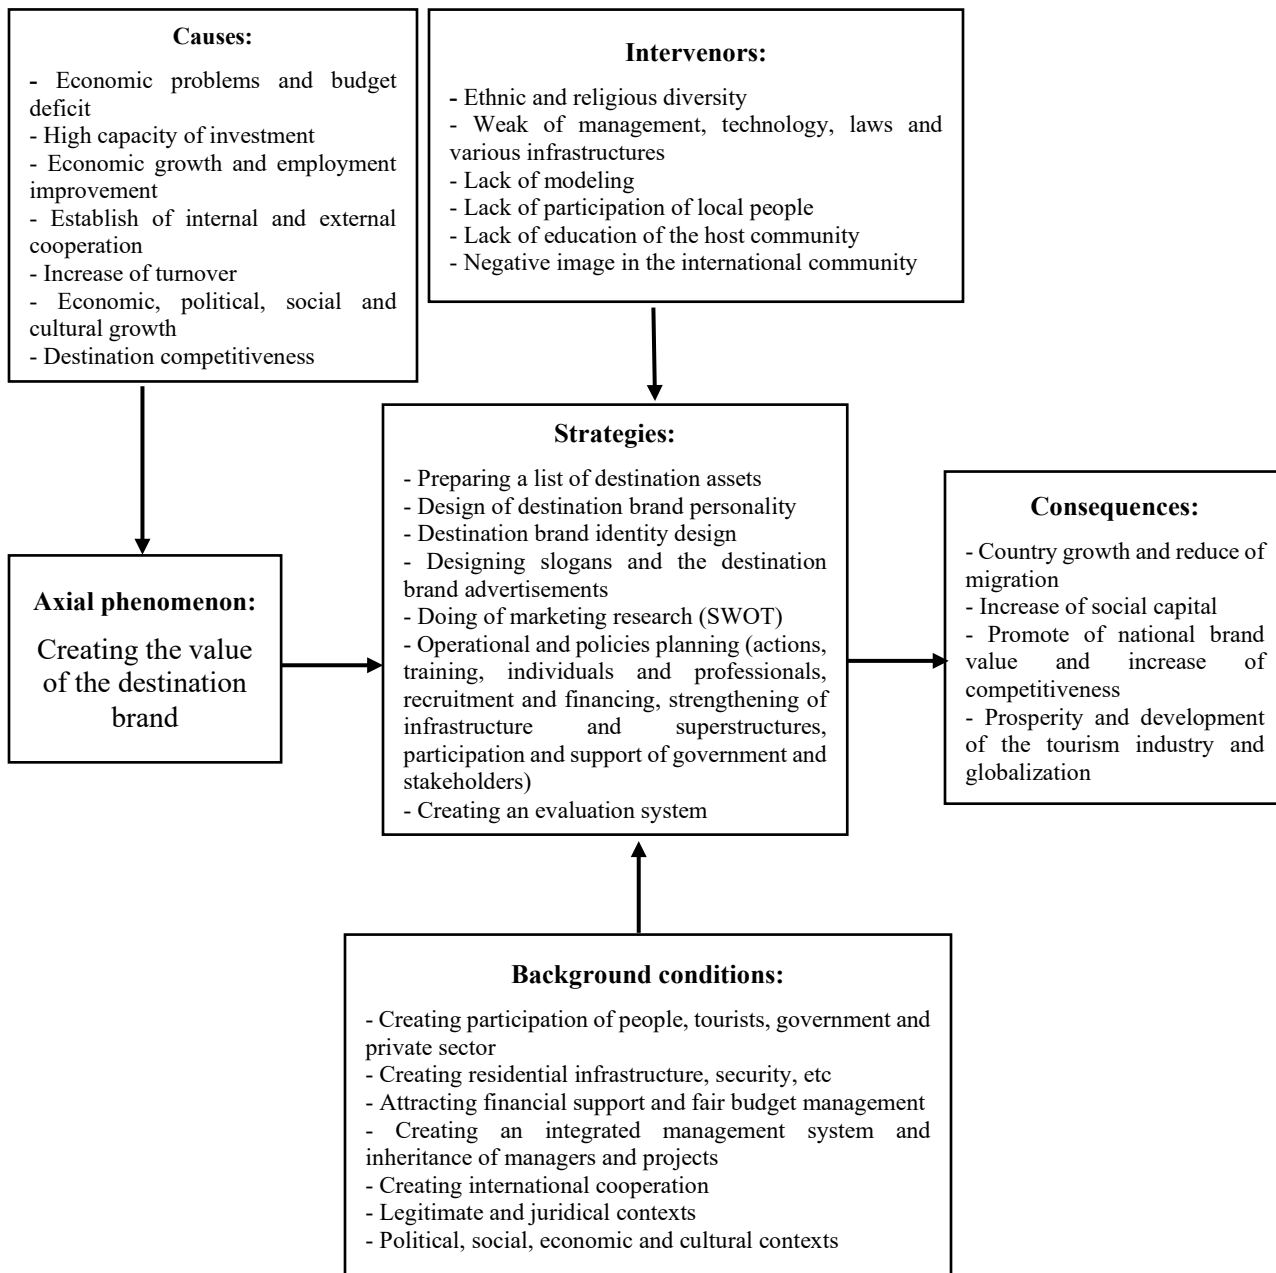 Causes:
- Economic problems and budget
deficit
- High capacity of investment
- Economic growth and employment
improvement
- Establish of internal and external
cooperation
- Increase of turnover
- Economic, political, social and
cultural growth
- Destination competitiveness
Intervenors:
- Ethnic and religious diversity
- Weak of management, technology, laws and
various infrastructures
- Lack of modeling
- Lack of participation of local people
- Lack of education of the host community
- Negative image in the international community
Axial phenomenon:
Creating the value
of the destination
brand
Strategies:
- Preparing a list of destination assets
- Design of destination brand personality
- Destination brand identity design
- Designing slogans and the destination
brand advertisements
- Doing of marketing research (SWOT)
- Operational and policies planning (actions,
training, individuals and professionals,
recruitment and financing, strengthening of
infrastructure and superstructures,
participation and support of government and
stakeholders)
- Creating an evaluation system
Consequences:
- Country growth and reduce of
migration
- Increase of social capital
- Promote of national brand
value and increase of
competitiveness
- Prosperity and development
of the tourism industry and
globalization
Background conditions:
- Creating participation of people, tourists, government and
private sector
- Creating residential infrastructure, security, etc
- Attracting financial support and fair budget management
- Creating an integrated management system and
inheritance of managers and projects
- Creating international cooperation
- Legitimate and juridical contexts
- Political, social, economic and cultural contexts